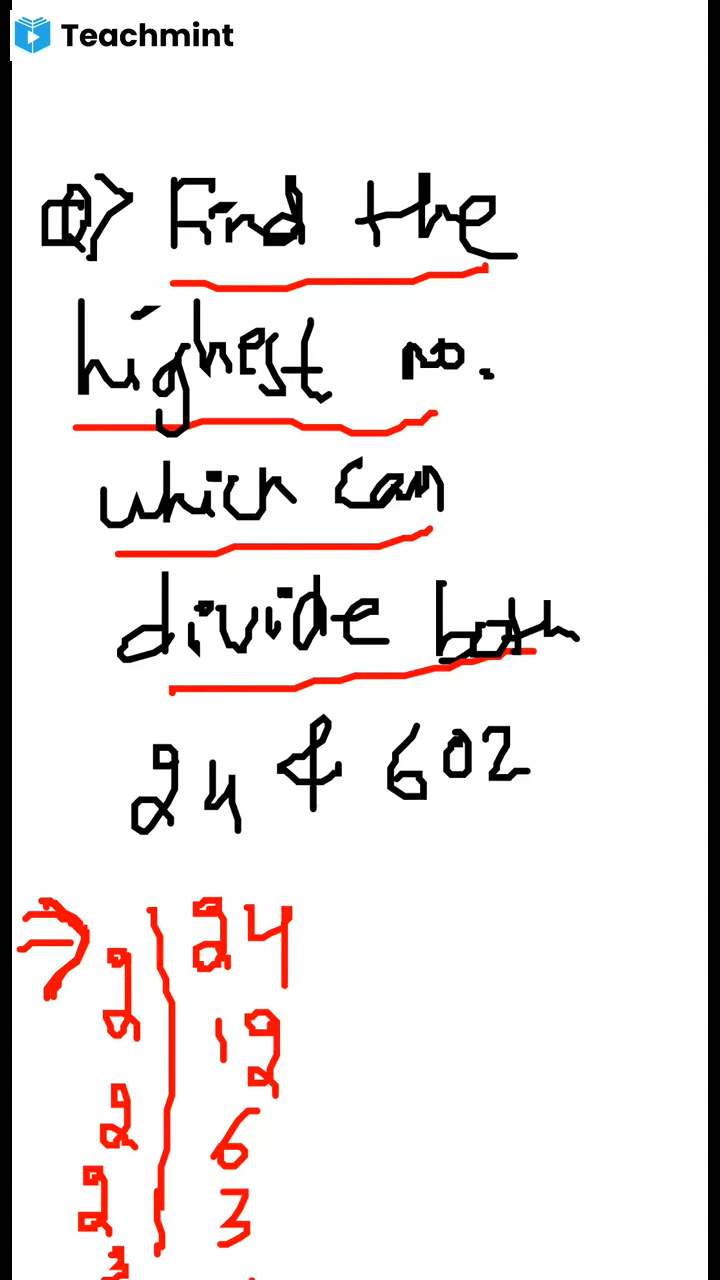 Teachmint
Q) Find the
highest no.
which can
divide both
24 & 602
⇒ 2 | 24
2 | 12
2 | 6
2 | 3
3